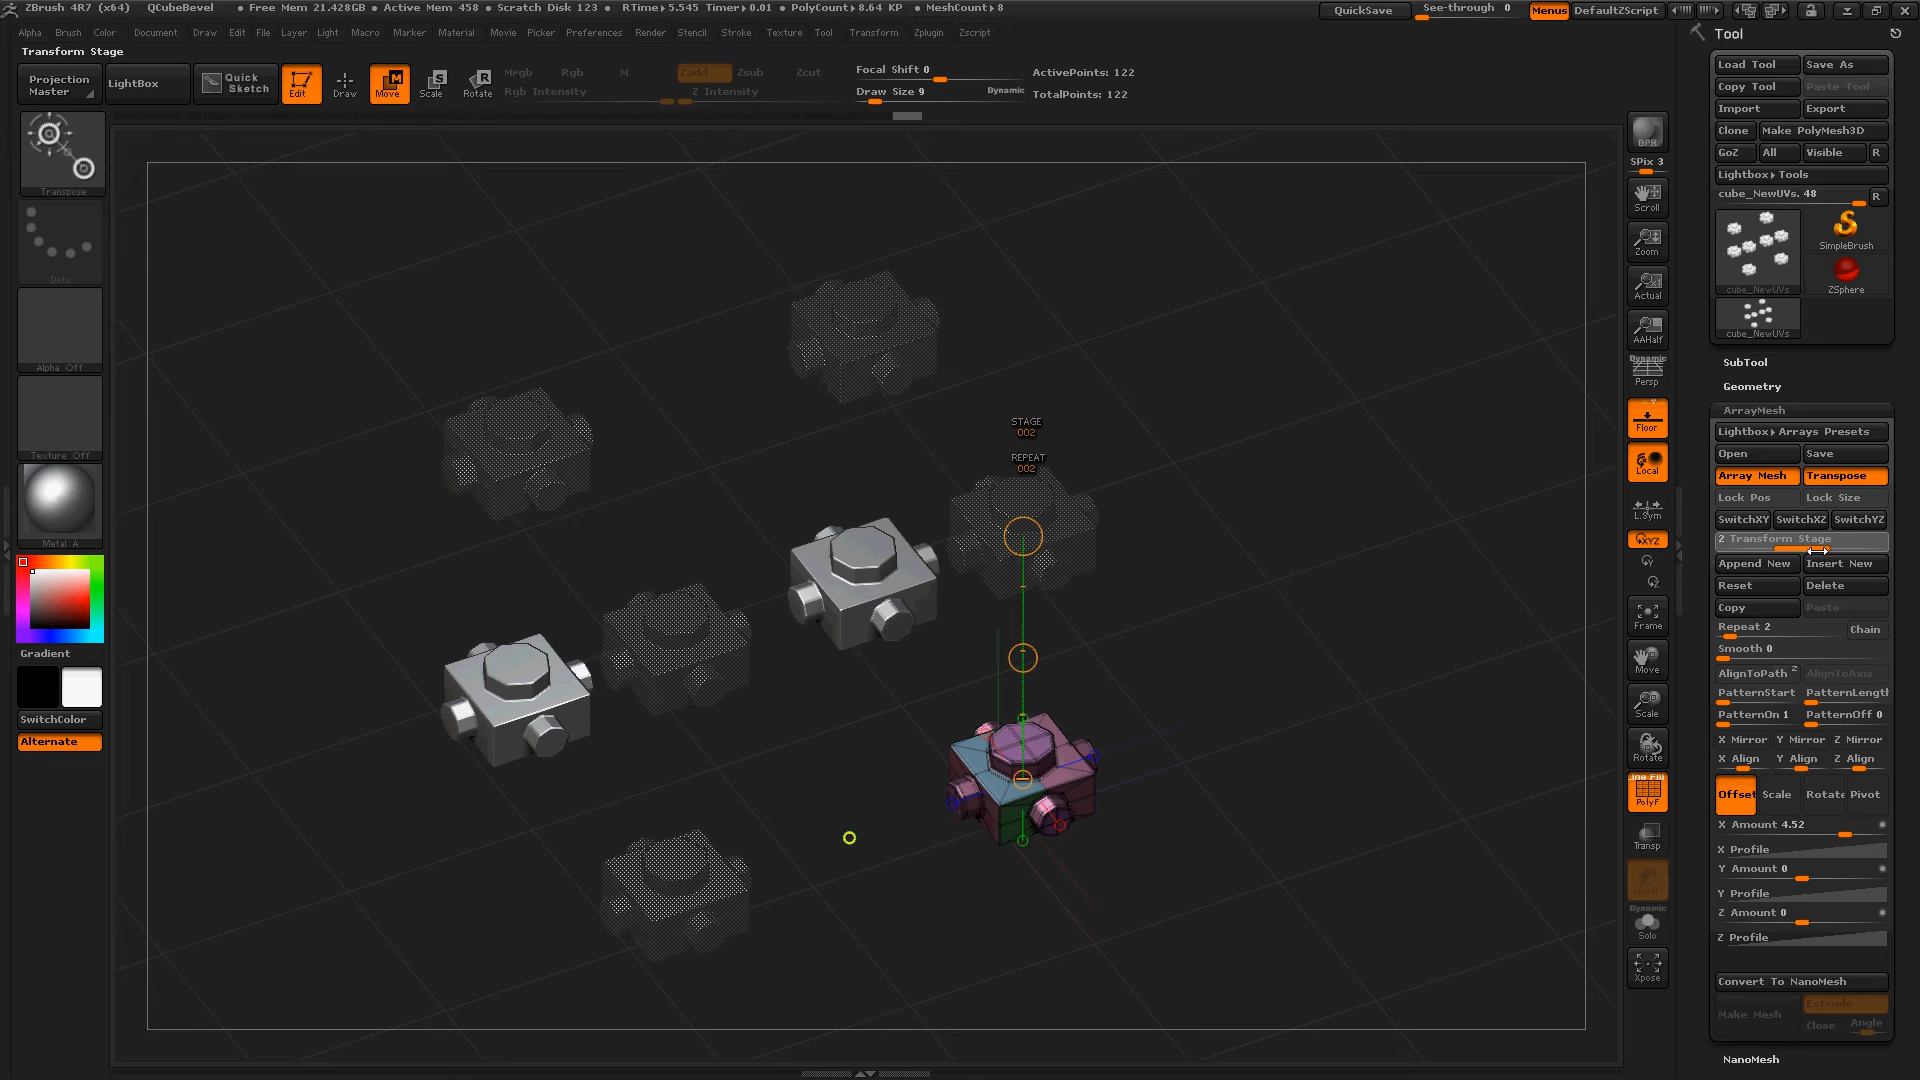 ZBrush 4R7 (x64) QCubeBevel • Free Mem 21.428GB • Active Mem 458 • Scratch Disk 123 • RTime▸5.545 Timer▸0.01 • PolyCount▸8.64 KP • MeshCount▸8 QuickSave See-through 0 Menus DefaultZScript
Alpha Brush Color Document Draw Edit File Layer Light Macro Marker Material Movie Picker Preferences Render Stencil Stroke Texture Tool Transform Zplugin Zscript
Transform Stage
Projection Master
LightBox
Quick Sketch
Edit
Draw
Move
Scale
Rotate
Mrgb Rgb M
Rgb Intensity
Zadd Zsub Zcut
Z Intensity
Focal Shift 0
Draw Size 9
Dynamic
ActivePoints: 122
TotalPoints: 122
Transpose
Dots
Alpha Off
Texture Off
Metal A
Gradient
SwitchColor
Alternate
STAGE
002
REPEAT
002
BPR
SPix 3
Scroll
Zoom
Actual
AAHalf
Dynamic
Persp
Floor
Local
L.Sym
XYZ
Y
Z
Frame
Move
Scale
Rotate
Line Fill
PolyF
Transp
Ghost
Dynamic
Solo
Xpose
Tool
Load Tool Save As
Copy Tool Paste Tool
Import Export
Clone Make PolyMesh3D
GoZ All Visible R
Lightbox▸Tools
cube_NewUVs. 48 R
cube_NewUVs
SimpleBrush
ZSphere
cube_NewUVs
SubTool
Geometry
ArrayMesh
Lightbox▸Arrays Presets
Open Save
Array Mesh Transpose
Lock Pos Lock Size
SwitchXY SwitchXZ SwitchYZ
2 Transform Stage
Append New Insert New
Reset Delete
Copy Paste
Repeat 2 Chain
Smooth 0
AlignToPath z AlignToAxis
PatternStart PatternLength
PatternOn 1 PatternOff 0
X Mirror Y Mirror Z Mirror
X Align Y Align Z Align
Offset Scale Rotate Pivot
X Amount 4.52
X Profile
Y Amount 0
Y Profile
Z Amount 0
Z Profile
Convert To NanoMesh
Make Mesh Extrude
Close Angle
NanoMesh